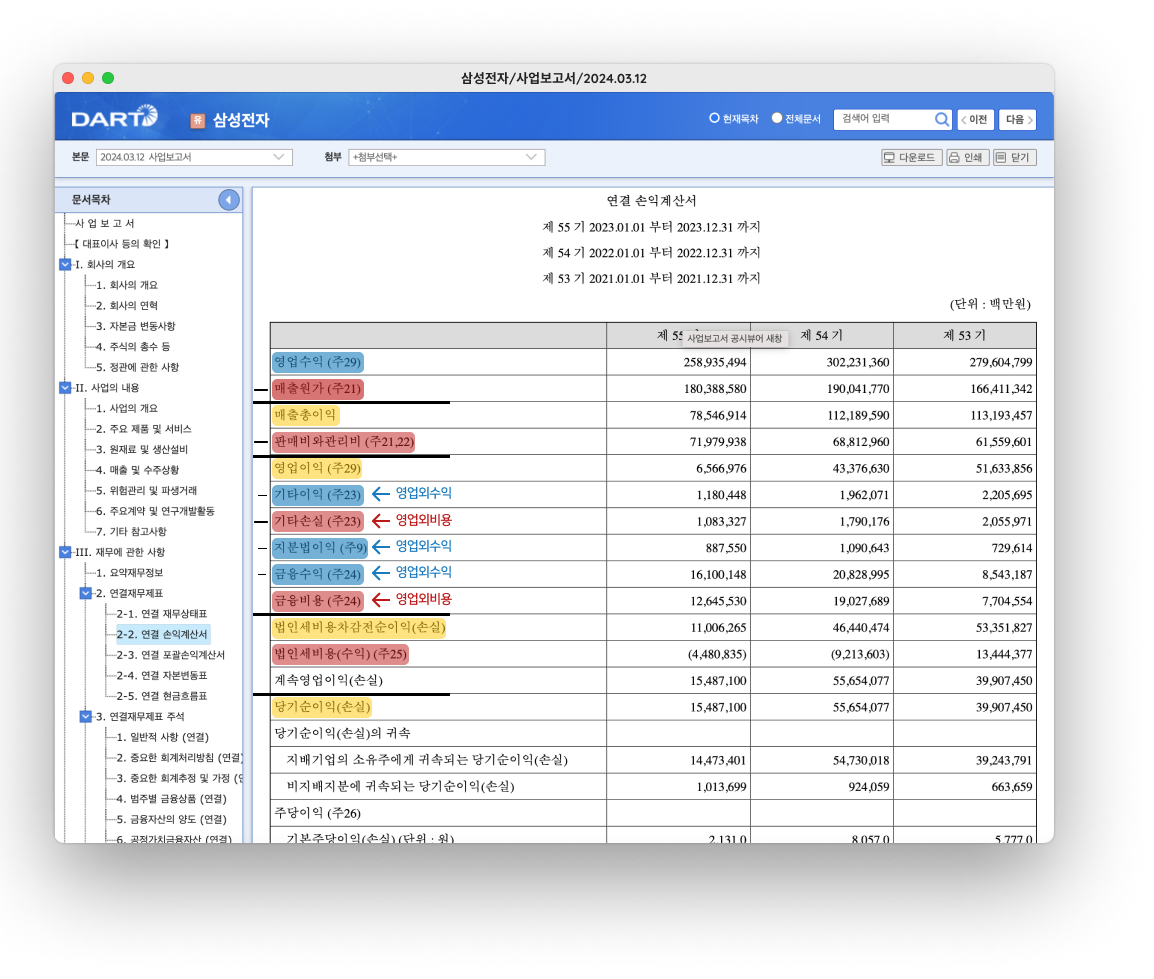 삼성전자/사업보고서/2024.03.12
DART 유 삼성전자 현재목차 전체문서 검색어 입력 이전 다음
본문 2024.03.12 사업보고서 첨부 +첨부선택+ 다운로드 인쇄 닫기
문서목차
사 업 보 고 서
【 대표이사 등의 확인 】
I. 회사의 개요
1. 회사의 개요
2. 회사의 연혁
3. 자본금 변동사항
4. 주식의 총수 등
5. 정관에 관한 사항
II. 사업의 내용
1. 사업의 개요
2. 주요 제품 및 서비스
3. 원재료 및 생산설비
4. 매출 및 수주상황
5. 위험관리 및 파생거래
6. 주요계약 및 연구개발활동
7. 기타 참고사항
III. 재무에 관한 사항
1. 요약재무정보
2. 연결재무제표
2-1. 연결 재무상태표
2-2. 연결 손익계산서
2-3. 연결 포괄손익계산서
2-4. 연결 자본변동표
2-5. 연결 현금흐름표
3. 연결재무제표 주석
1. 일반적 사항 (연결)
2. 중요한 회계처리방침 (연결)
3. 중요한 회계추정 및 가정 (연
4. 범주별 금융상품 (연결)
5. 금융자산의 양도 (연결)
6. 공정가치금융자산 (연결)
연결 손익계산서
제 55 기 2023.01.01 부터 2023.12.31 까지
제 54 기 2022.01.01 부터 2022.12.31 까지
제 53 기 2021.01.01 부터 2021.12.31 까지
(단위 : 백만원)
제 55 제 54 기 제 53 기
사업보고서 공시뷰어 새창
영업수익 (주29) 258,935,494 302,231,360 279,604,799
매출원가 (주21) 180,388,580 190,041,770 166,411,342
매출총이익 78,546,914 112,189,590 113,193,457
판매비와관리비 (주21,22) 71,979,938 68,812,960 61,559,601
영업이익 (주29) 6,566,976 43,376,630 51,633,856
기타이익 (주23) ← 영업외수익 1,180,448 1,962,071 2,205,695
기타손실 (주23) ← 영업외비용 1,083,327 1,790,176 2,055,971
지분법이익 (주9) ← 영업외수익 887,550 1,090,643 729,614
금융수익 (주24) ← 영업외수익 16,100,148 20,828,995 8,543,187
금융비용 (주24) ← 영업외비용 12,645,530 19,027,689 7,704,554
법인세비용차감전순이익(손실) 11,006,265 46,440,474 53,351,827
법인세비용(수익) (주25) (4,480,835) (9,213,603) 13,444,377
계속영업이익(손실) 15,487,100 55,654,077 39,907,450
당기순이익(손실) 15,487,100 55,654,077 39,907,450
당기순이익(손실)의 귀속
지배기업의 소유주에게 귀속되는 당기순이익(손실) 14,473,401 54,730,018 39,243,791
비지배지분에 귀속되는 당기순이익(손실) 1,013,699 924,059 663,659
주당이익 (주26)
기본주당이익(손실) (단위 : 원) 2,131.0 8,057.0 5,777.0